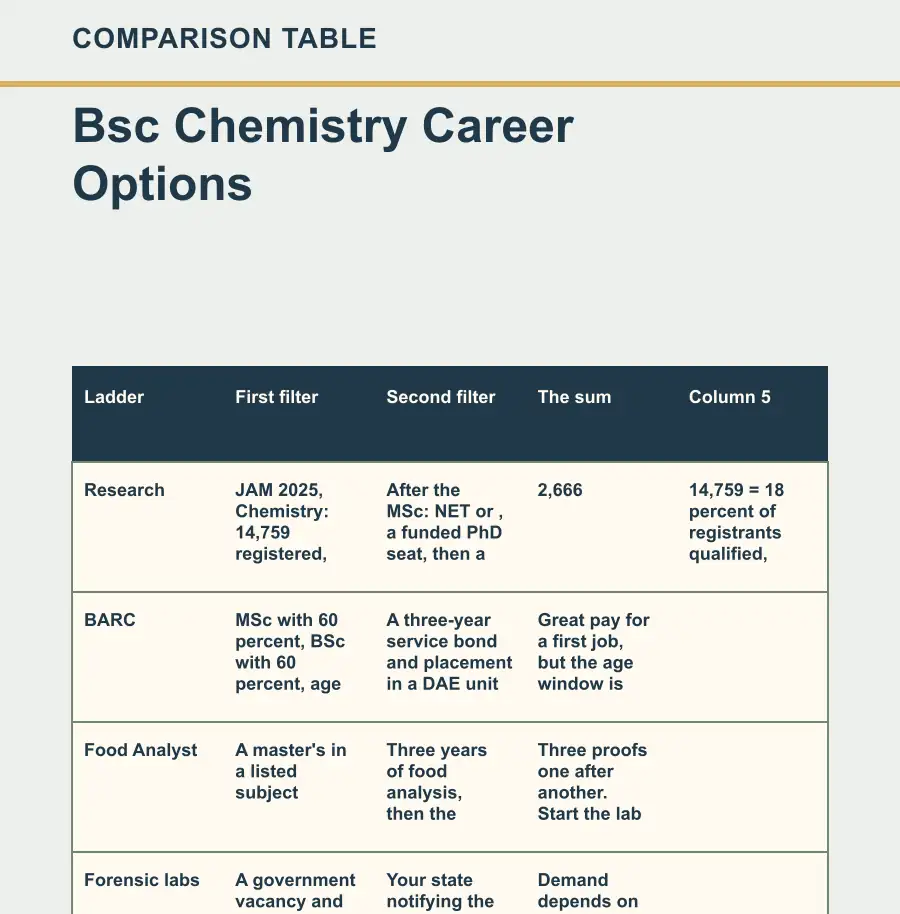 COMPARISON TABLE
Bsc Chemistry Career
Options
Ladder
First filter
Second filter
The sum
Column 5
Research
JAM 2025,
Chemistry:
14,759
registered,
After the
MSc: NET or ,
a funded PhD
seat, then a
2,666
14,759 = 18
percent of
registrants
qualified,
BARC
MSc with 60
percent, BSc
with 60
percent, age
A three-year
service bond
and placement
in a DAE unit
Great pay for
a first job,
but the age
window is
Food Analyst
A master's in
a listed
subject
Three years
of food
analysis,
then the
Three proofs
one after
another.
Start the lab
Forensic labs
A government
vacancy and
Your state
notifying the
Demand
depends on